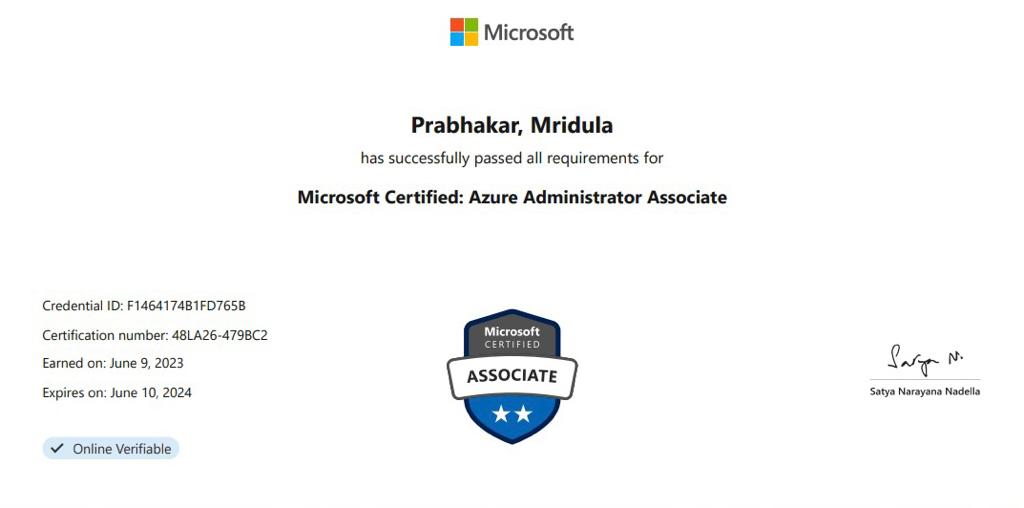 Microsoft
Prabhakar, Mridula
has successfully passed all requirements for
Microsoft Certified: Azure Administrator Associate
Credential ID: F1464174B1FD765B
Certification number: 48LA26-479BC2
Earned on: June 9, 2023
Expires on: June 10, 2024
Online Verifiable
Microsoft
CERTIFIED
ASSOCIATE
Satya N.
Satya Narayana Nadella